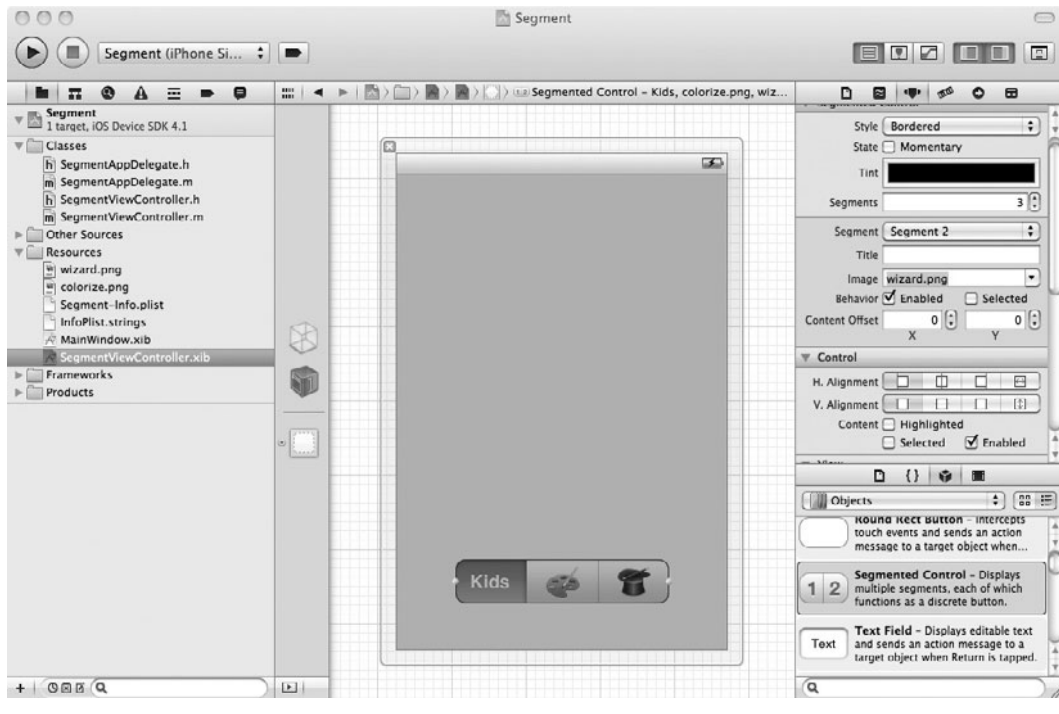 Segment
Segment (iPhone Si...
Segment
1 target, iOS Device SDK 4.1
Classes
SegmentAppDelegate.h
SegmentAppDelegate.m
SegmentViewController.h
SegmentViewController.m
Other Sources
Resources
wizard.png
colorize.png
Segment-Info.plist
InfoPlist.strings
MainWindow.xib
SegmentViewController.xib
Frameworks
Products
Segmented Control - Kids, colorize.png, wiz...
Kids
Segmented Control
Style Bordered
State Momentary
Tint
Segments 3
Segment Segment 2
Title
Image wizard.png
Behavior Enabled Selected
Content Offset 0 0
X Y
Control
H. Alignment
V. Alignment
Content Highlighted
Selected Enabled
View
Objects
Round Rect Button - Intercepts
touch events and sends an action
message to a target object when...
1 2
Segmented Control - Displays
multiple segments, each of which
functions as a discrete button.
Text
Text Field - Displays editable text
and sends an action message to a
target object when Return is tapped.